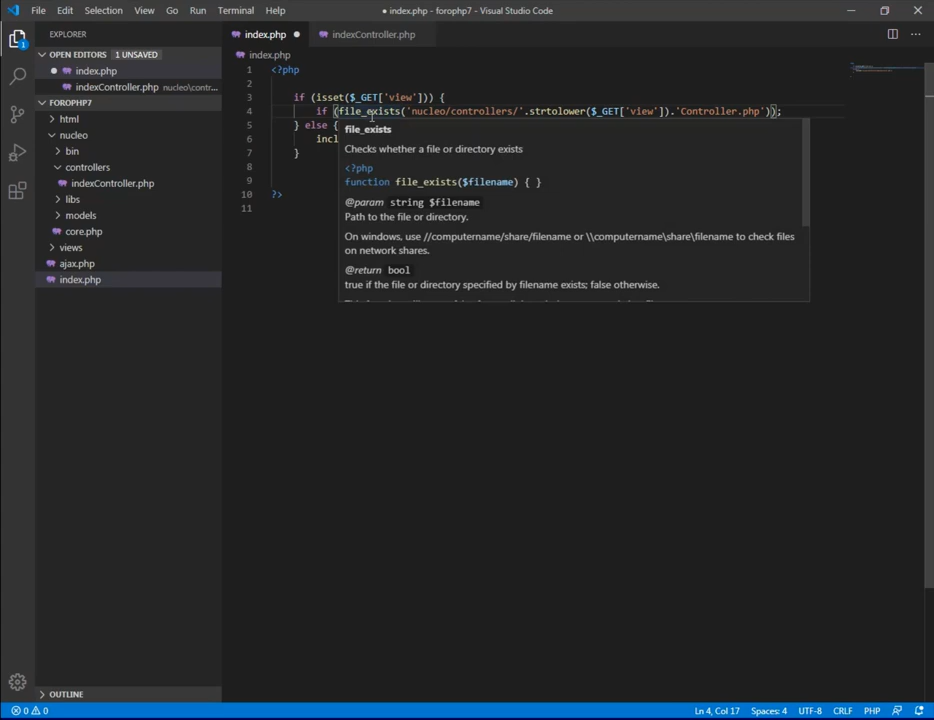 File Edit Selection View Go Run Terminal Help
● index.php - forophp7 - Visual Studio Code
EXPLORER
OPEN EDITORS 1 UNSAVED
index.php
indexController.php nucleo\contr...
FOROPHP7
html
nucleo
bin
controllers
indexController.php
libs
models
core.php
views
ajax.php
index.php
OUTLINE
index.php indexController.php
index.php
1 <?php
2
3 if (isset($_GET['view'])) {
4 if (file_exists('nucleo/controllers/'.strtolower($_GET['view']).'Controller.php'));
5 } else {
6 incl
7 }
8
9
10 ?>
11
file_exists
Checks whether a file or directory exists
<?php
function file_exists($filename) { }
@param string $filename
Path to the file or directory.
On windows, use //computername/share/filename or \\computername\share\filename to check files
on network shares.
@return bool
true if the file or directory specified by filename exists; false otherwise.
0 0
Ln 4, Col 17 Spaces: 4 UTF-8 CRLF PHP